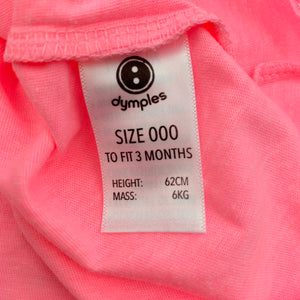 dymples
SIZE 000
TO FIT 3 MONTHS
HEIGHT: 62CM
MASS: 6KG